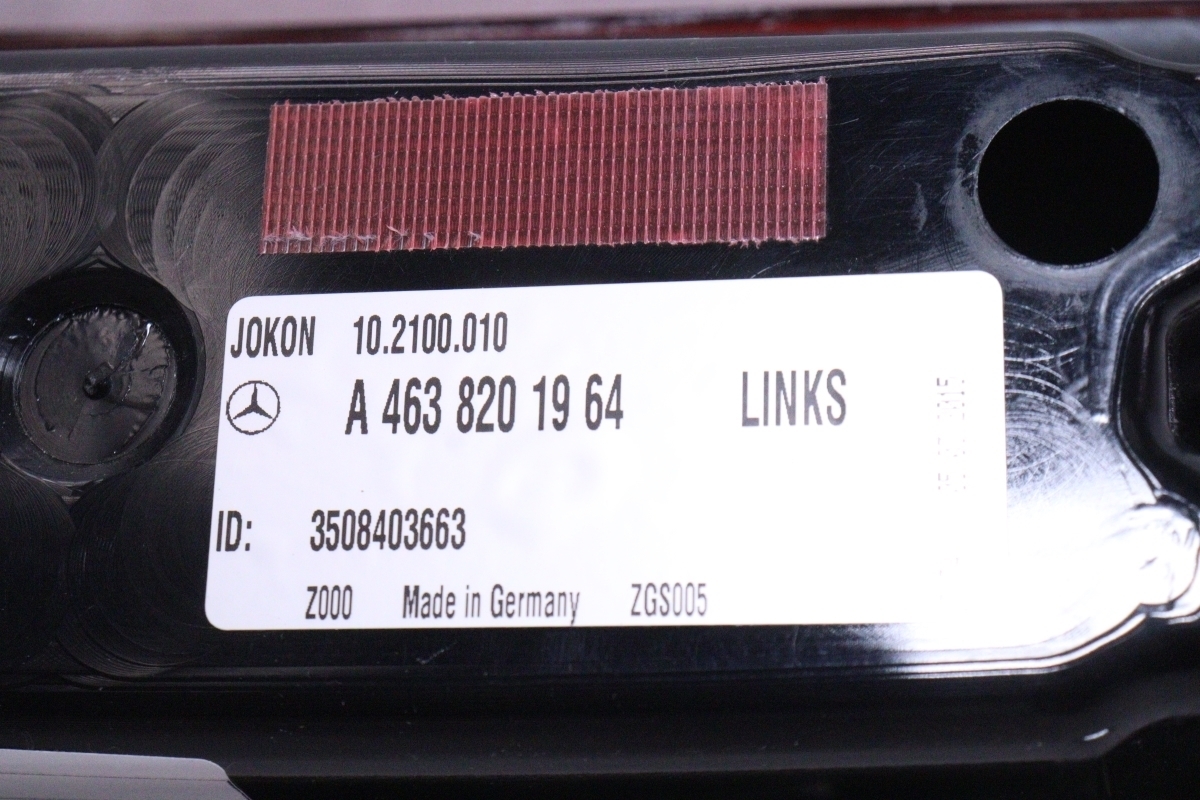 JOKON 10.2100.010
A 463 820 19 64 LINKS
ID: 3508403663
Z000 Made in Germany ZGS005